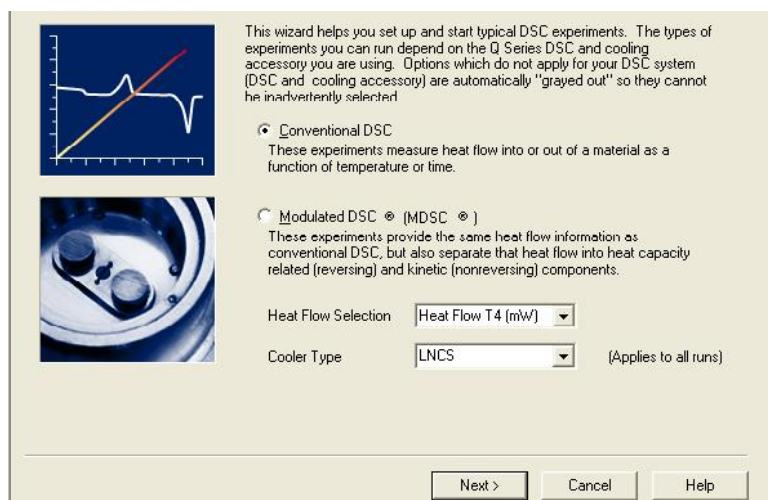 This wizard helps you set up and start typical DSC experiments. The types of
experiments you can run depend on the Q Series DSC and cooling
accessory you are using. Options which do not apply for your DSC system
(DSC and cooling accessory) are automatically "grayed out" so they cannot
be inadvertently selected
Conventional DSC
These experiments measure heat flow into or out of a material as a
function of temperature or time.
Modulated DSC ® (MDSC ®)
These experiments provide the same heat flow information as
conventional DSC, but also separate that heat flow into heat capacity
related (reversing) and kinetic (nonreversing) components.
Heat Flow Selection Heat Flow T4 (mW)
Cooler Type LNCS (Applies to all runs)
Next > Cancel Help